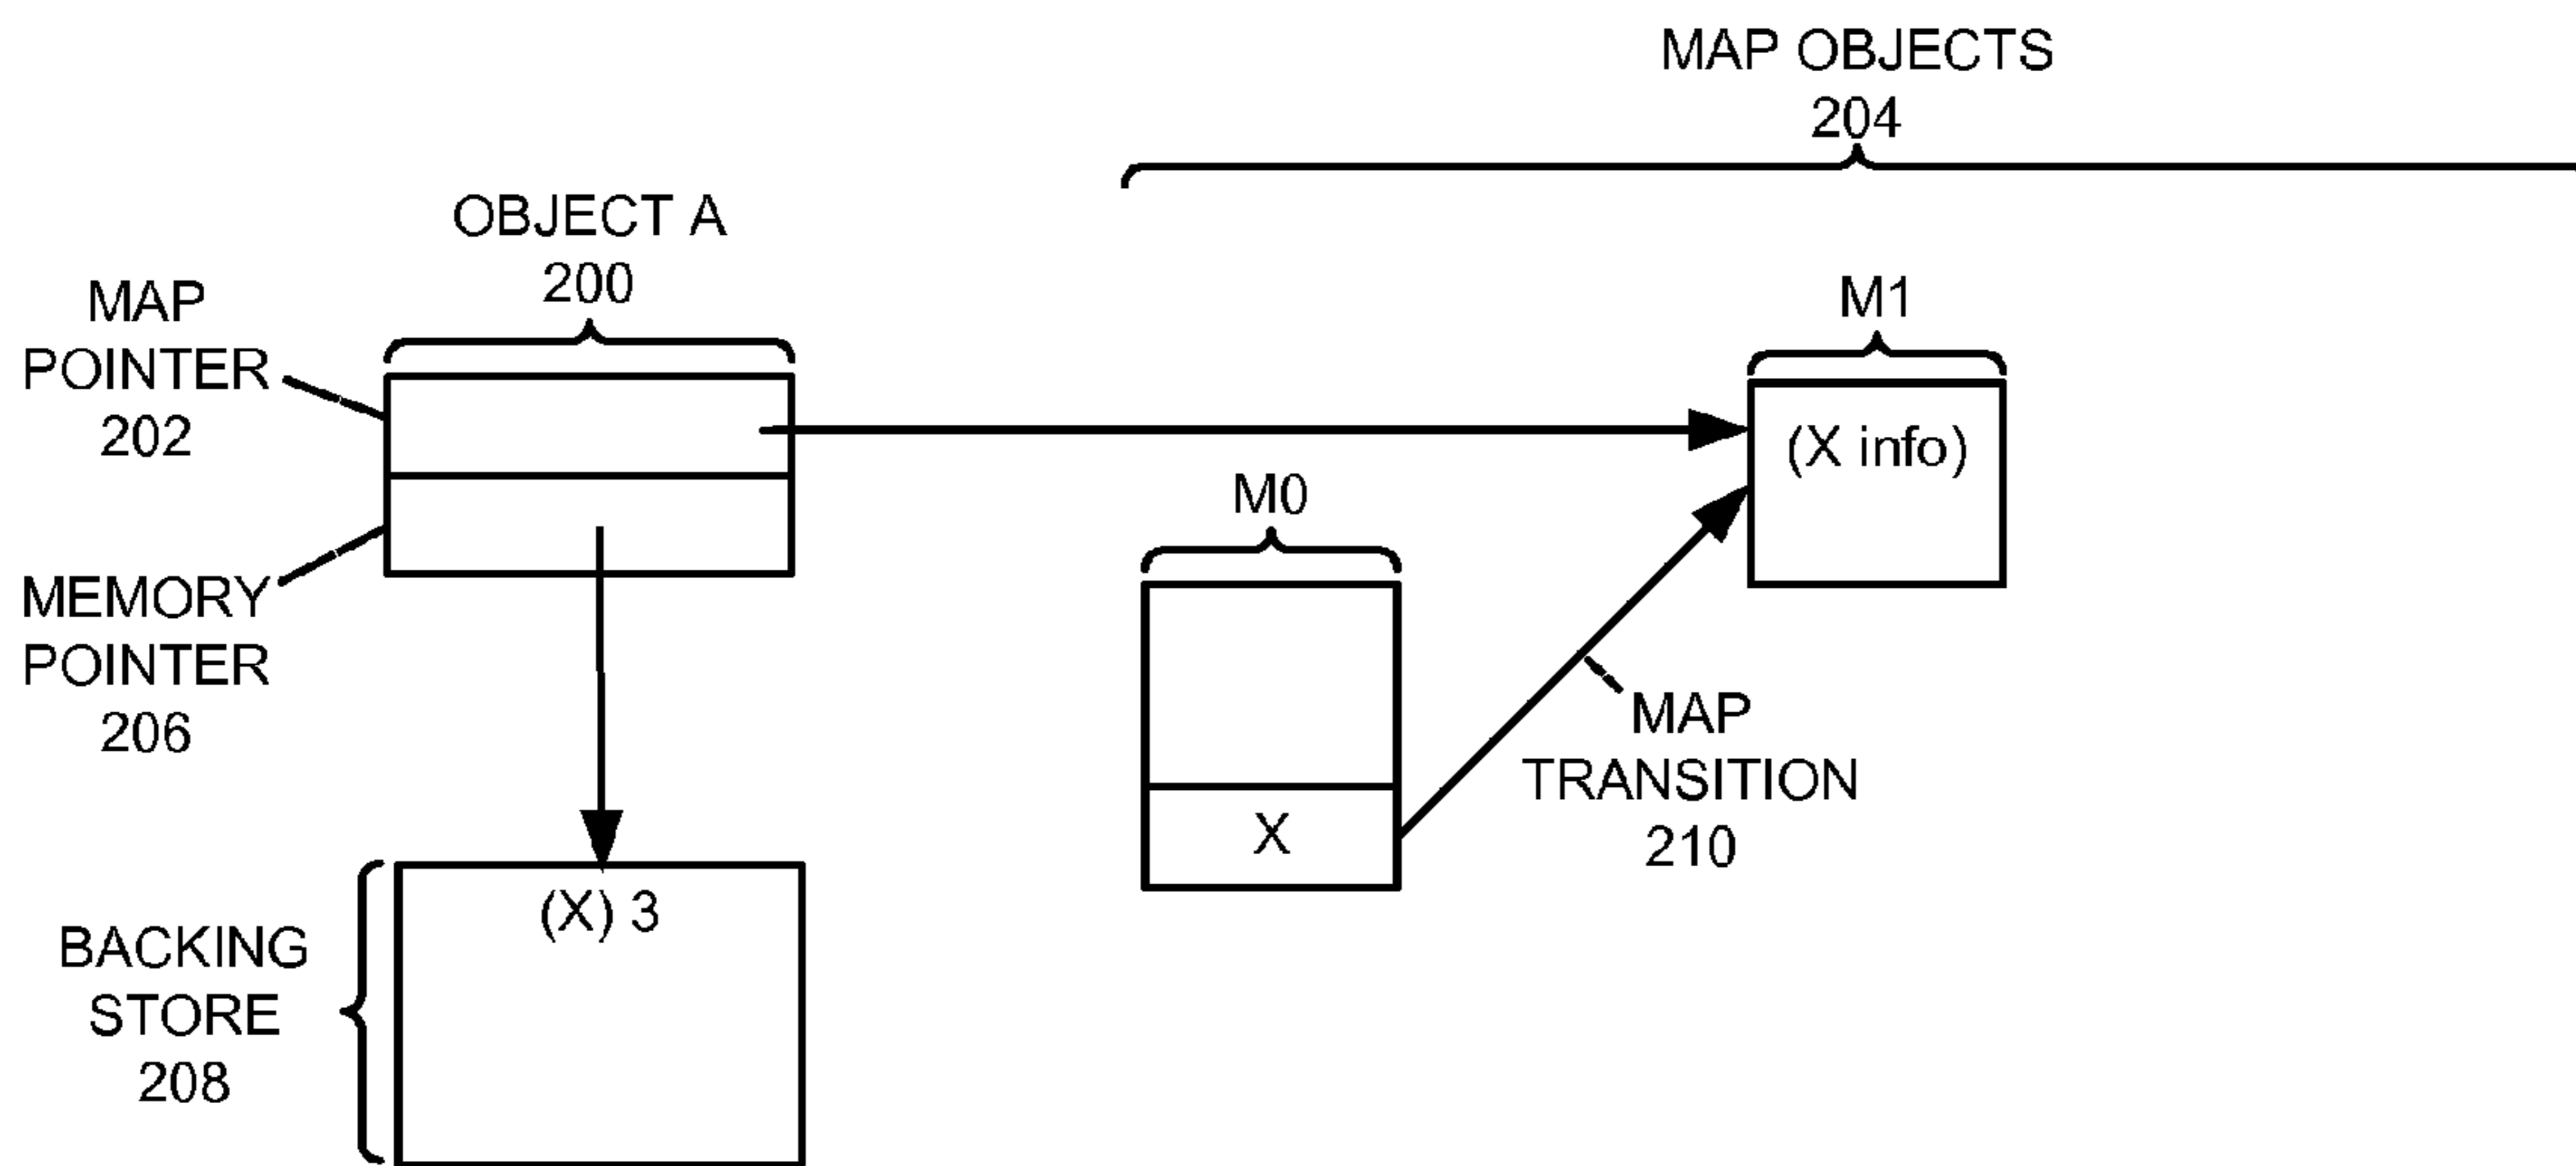 MAP OBJECTS
204
OBJECT A
200
MAP
POINTER
202
MEMORY
POINTER
206
M1
(X info)
M0
X
MAP
TRANSITION
210
(X) 3
BACKING
STORE
208